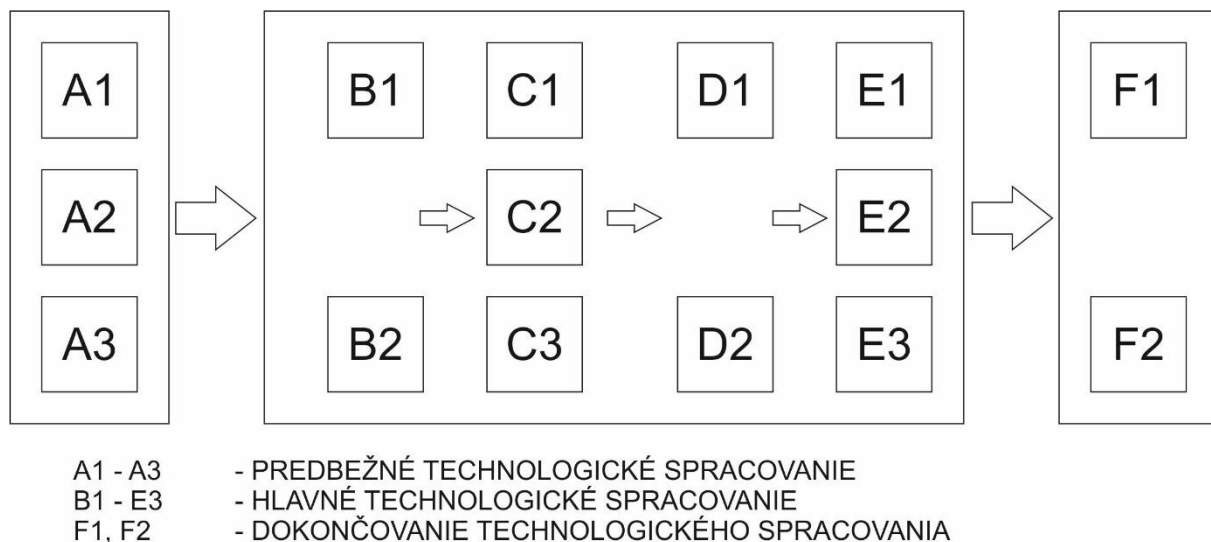 A1 B1 C1 D1 E1 F1
A2 C2 E2
A3 B2 C3 D2 E3 F2
A1 - A3 - PREDBEŽNÉ TECHNOLOGICKÉ SPRACOVANIE
B1 - E3 - HLAVNÉ TECHNOLOGICKÉ SPRACOVANIE
F1, F2 - DOKONČOVANIE TECHNOLOGICKÉHO SPRACOVANIA